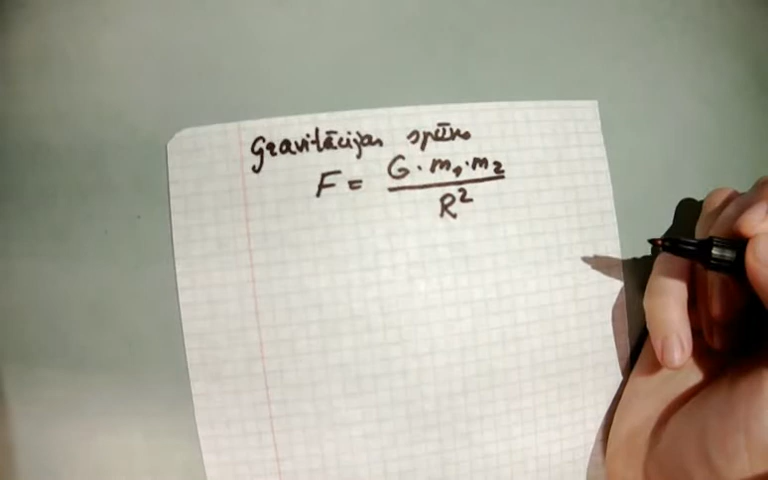 Gravitācijas spēks
F = G · m₁ · m₂ / R²